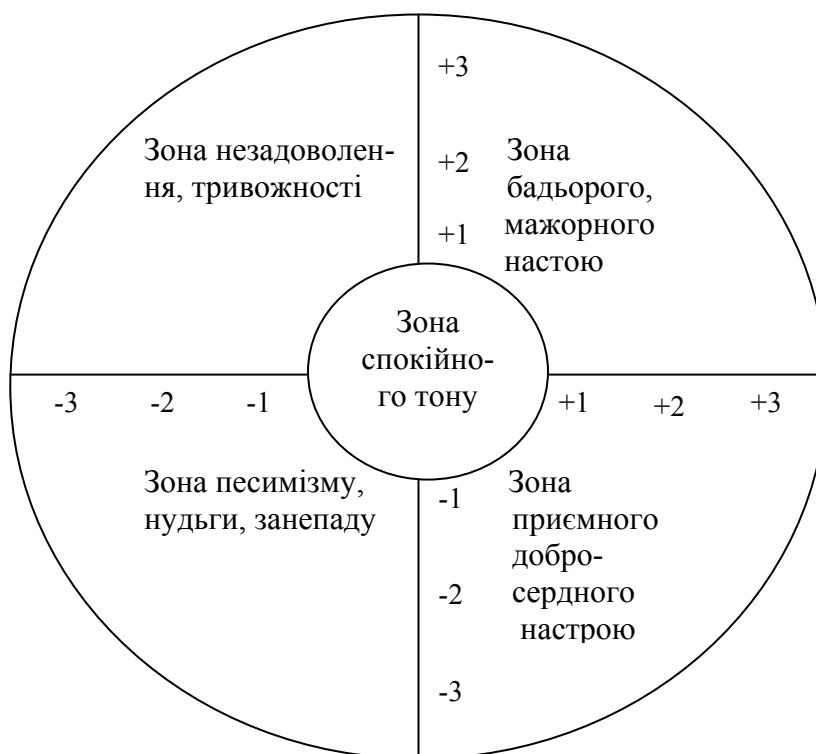 +3
Зона незадоволен-
ня, тривожності
+2
+1
Зона
бадьорого,
мажорного
настою
Зона
спокійно-
го тону
-3 -2 -1
+1 +2 +3
Зона песимізму,
нудьги, занепаду
-1
-2
-3
Зона
приємного
добро-
сердного
настрою